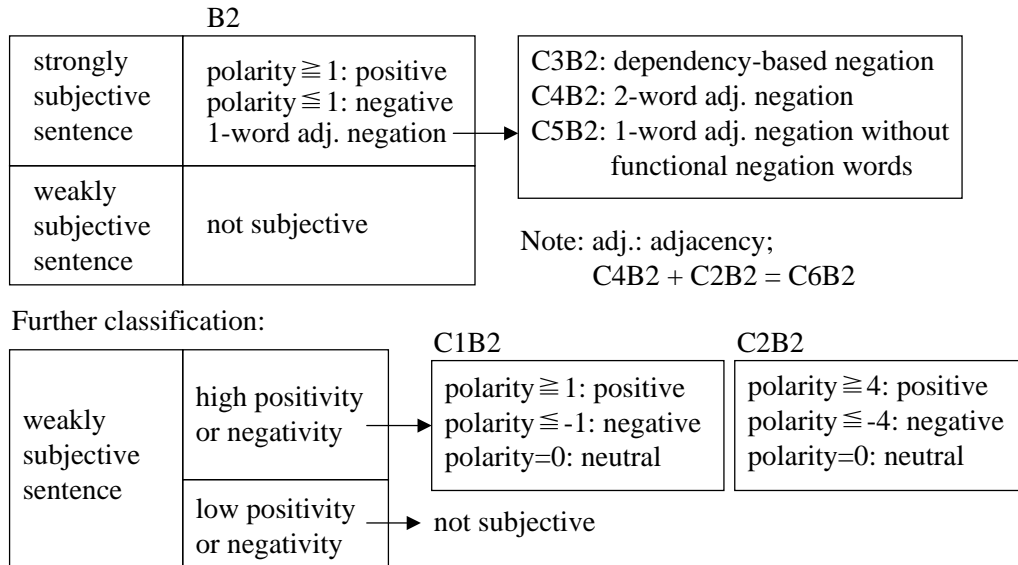 B2
strongly
subjective
sentence
polarity≧1: positive
polarity≦1: negative
1-word adj. negation
C3B2: dependency-based negation
C4B2: 2-word adj. negation
C5B2: 1-word adj. negation without
functional negation words
weakly
subjective
sentence
not subjective
Note: adj.: adjacency;
C4B2 + C2B2 = C6B2
Further classification:
weakly
subjective
sentence
high positivity
or negativity
C1B2
polarity≧1: positive
polarity≦-1: negative
polarity=0: neutral
C2B2
polarity≧4: positive
polarity≦-4: negative
polarity=0: neutral
low positivity
or negativity
not subjective